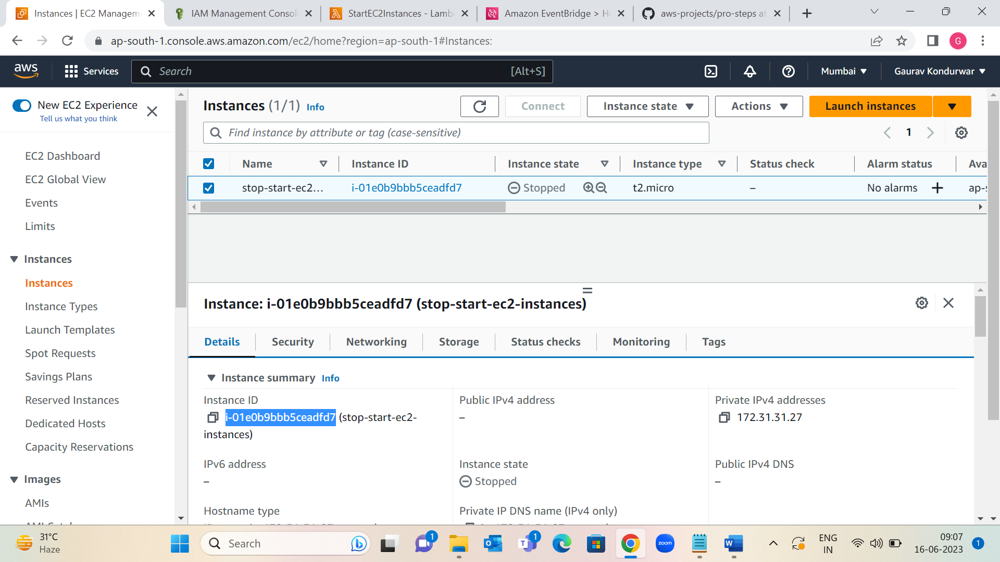 Instances | EC2 Managem
IAM Management Consol
StartEC2Instances - Lamb
Amazon EventBridge > H
aws-projects/pro-steps at
ap-south-1.console.aws.amazon.com/ec2/home?region=ap-south-1#Instances:
G
aws
Services
Search
[Alt+S]
Mumbai
Gaurav Kondurwar
New EC2 Experience
Tell us what you think
EC2 Dashboard
EC2 Global View
Events
Limits
Instances
Instances
Instance Types
Launch Templates
Spot Requests
Savings Plans
Reserved Instances
Dedicated Hosts
Capacity Reservations
Images
AMIs
Instances (1/1) Info
Connect
Instance state
Actions
Launch instances
Find instance by attribute or tag (case-sensitive)
1
Name Instance ID Instance state Instance type Status check Alarm status Ava
stop-start-ec2... i-01e0b9bbb5ceadfd7 Stopped t2.micro – No alarms + ap-s
Instance: i-01e0b9bbb5ceadfd7 (stop-start-ec2-instances)
Details Security Networking Storage Status checks Monitoring Tags
Instance summary Info
Instance ID
i-01e0b9bbb5ceadfd7 (stop-start-ec2-
instances)
Public IPv4 address
–
Private IPv4 addresses
172.31.31.27
IPv6 address
–
Instance state
Stopped
Public IPv4 DNS
–
Hostname type
Private IP DNS name (IPv4 only)
31°C
Haze
Search
1
1
zoom
ENG
IN
09:07
16-06-2023
1